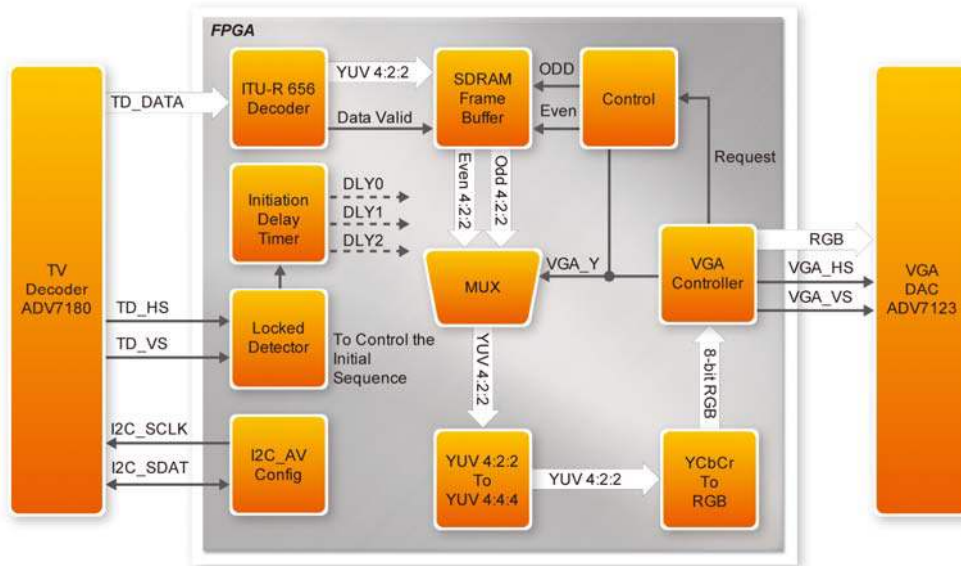 FPGA
TV
Decoder
ADV7180
TD_DATA
ITU-R 656
Decoder
YUV 4:2:2
Data Valid
SDRAM
Frame
Buffer
ODD
Even
Control
Request
Initiation
Delay
Timer
DLY0
DLY1
DLY2
Even 4:2:2
Odd 4:2:2
MUX
VGA_Y
VGA
Controller
RGB
VGA_HS
VGA_VS
VGA
DAC
ADV7123
TD_HS
TD_VS
Locked
Detector
To Control the
Initial
Sequence
YUV 4:2:2
8-bit RGB
I2C_SCLK
I2C_SDAT
I2C_AV
Config
YUV 4:2:2
To
YUV 4:4:4
YUV 4:2:2
YCbCr
To
RGB